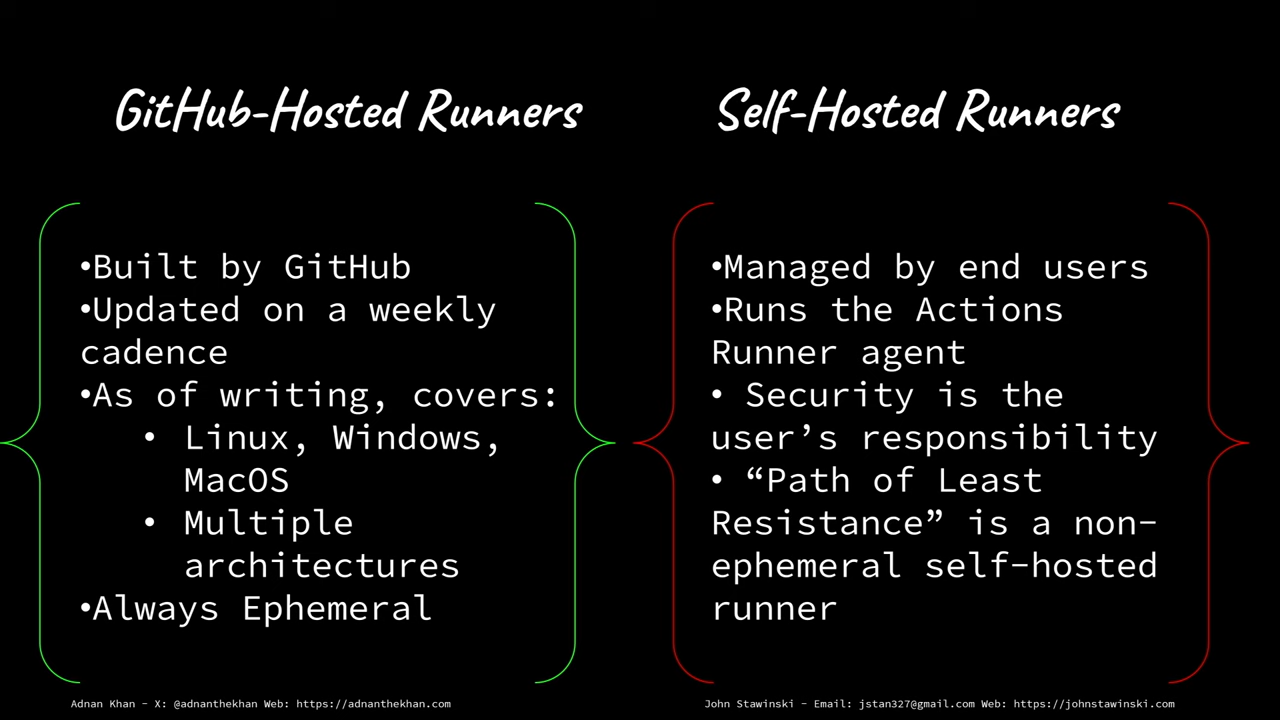 GitHub-Hosted Runners
•Built by GitHub
•Updated on a weekly
cadence
•As of writing, covers:
• Linux, Windows,
MacOS
• Multiple
architectures
•Always Ephemeral
Self-Hosted Runners
•Managed by end users
•Runs the Actions
Runner agent
• Security is the
user’s responsibility
• “Path of Least
Resistance” is a non-
ephemeral self-hosted
runner
Adnan Khan - X: @adnanthekhan Web: https://adnanthekhan.com
John Stawinski - Email: jstan327@gmail.com Web: https://johnstawinski.com